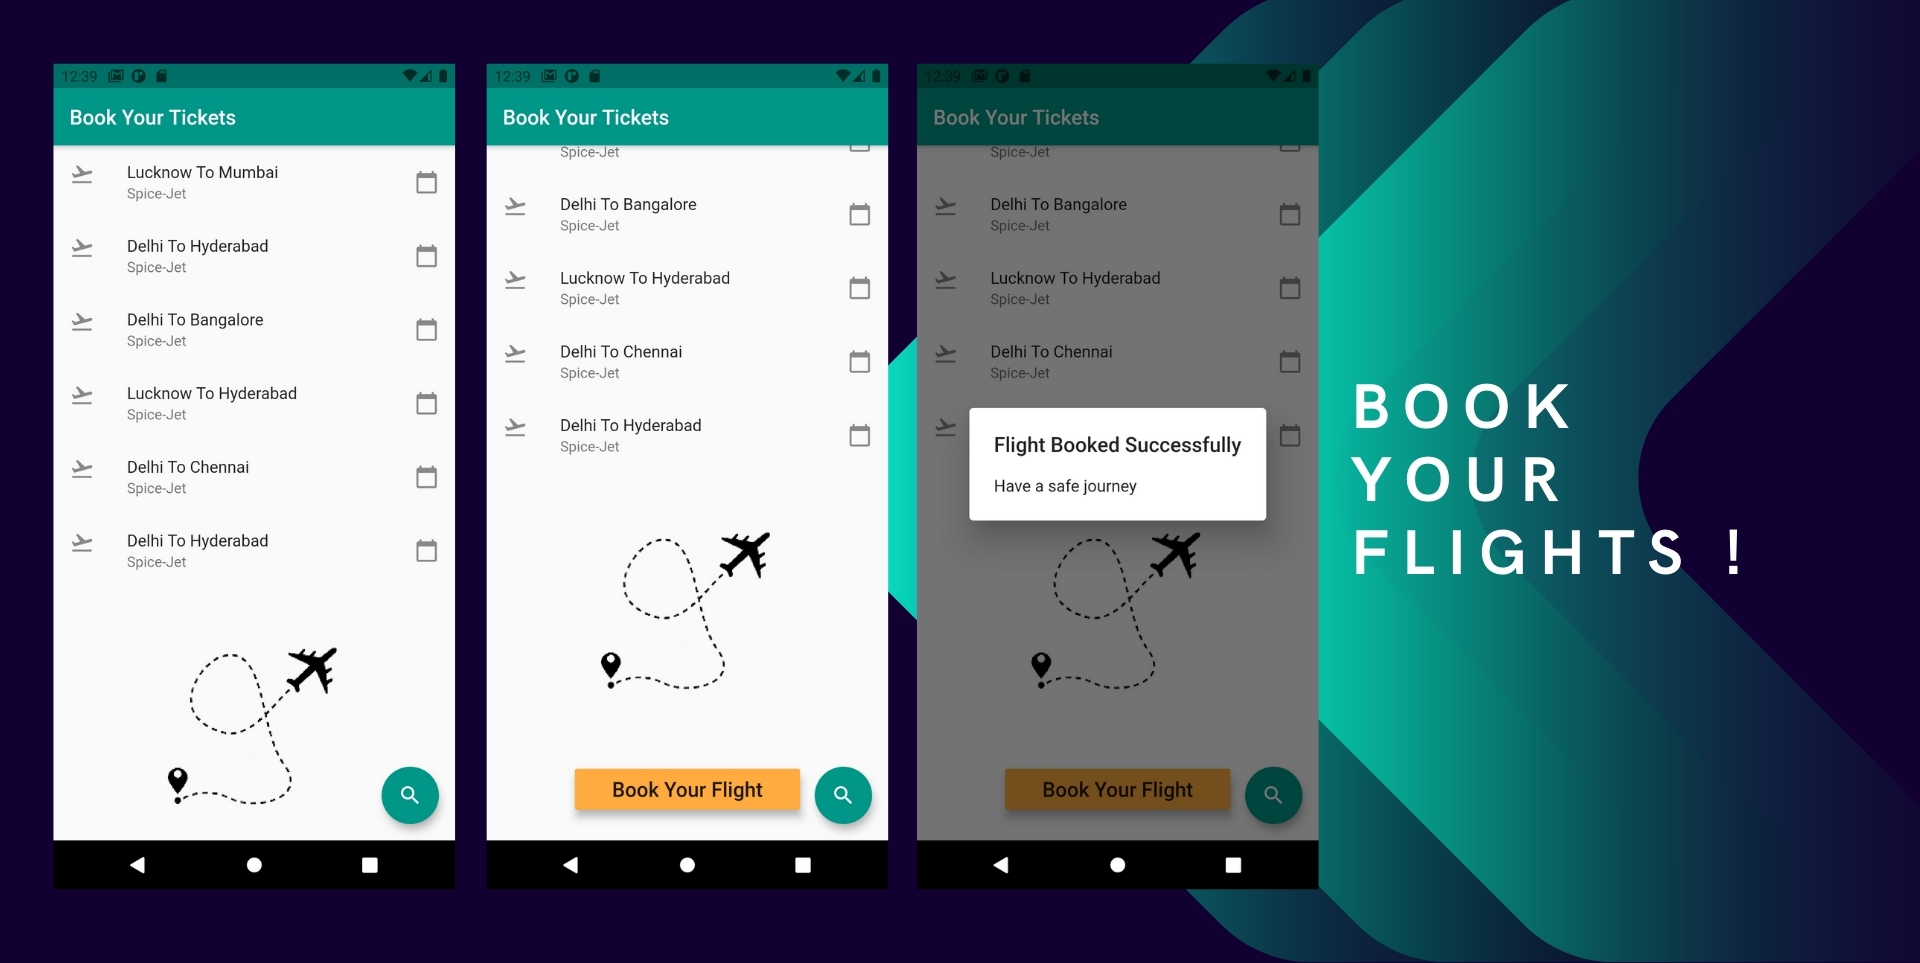 12:39
Book Your Tickets
Lucknow To Mumbai
Spice-Jet
Delhi To Hyderabad
Spice-Jet
Delhi To Bangalore
Spice-Jet
Lucknow To Hyderabad
Spice-Jet
Delhi To Chennai
Spice-Jet
Delhi To Hyderabad
Spice-Jet
12:39
Book Your Tickets
Spice-Jet
Delhi To Bangalore
Spice-Jet
Lucknow To Hyderabad
Spice-Jet
Delhi To Chennai
Spice-Jet
Delhi To Hyderabad
Spice-Jet
Book Your Flight
12:39
Book Your Tickets
Spice-Jet
Delhi To Bangalore
Spice-Jet
Lucknow To Hyderabad
Spice-Jet
Delhi To Chennai
Spice-Jet
Flight Booked Successfully
Have a safe journey
Book Your Flight
BOOK
YOUR
FLIGHTS !